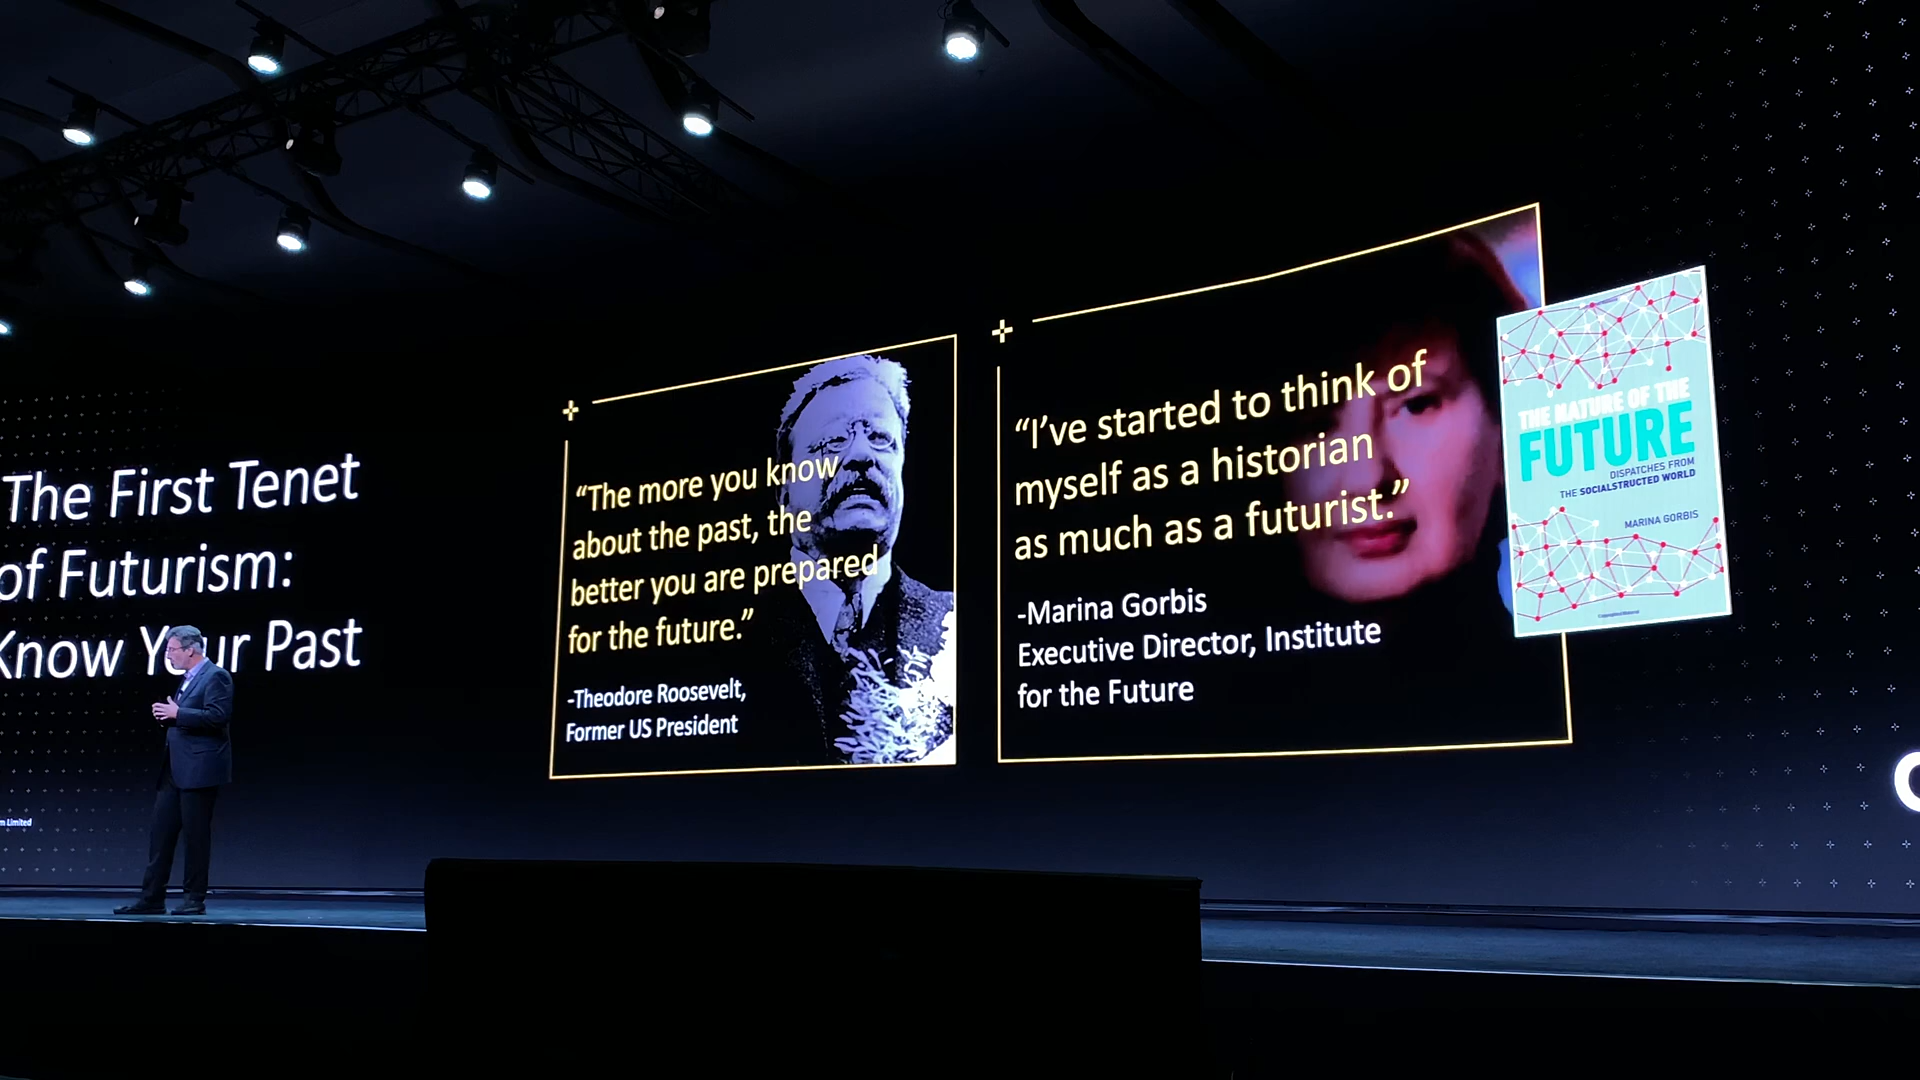 The First Tenet
of Futurism:
Know Your Past
“The more you know
about the past, the
better you are prepared
for the future.”
-Theodore Roosevelt,
Former US President
“I’ve started to think of
myself as a historian
as much as a futurist.”
-Marina Gorbis
Executive Director, Institute
for the Future
THE NATURE OF THE
FUTURE
DISPATCHES FROM
THE SOCIALSTRUCTED WORLD
MARINA GORBIS
Limited